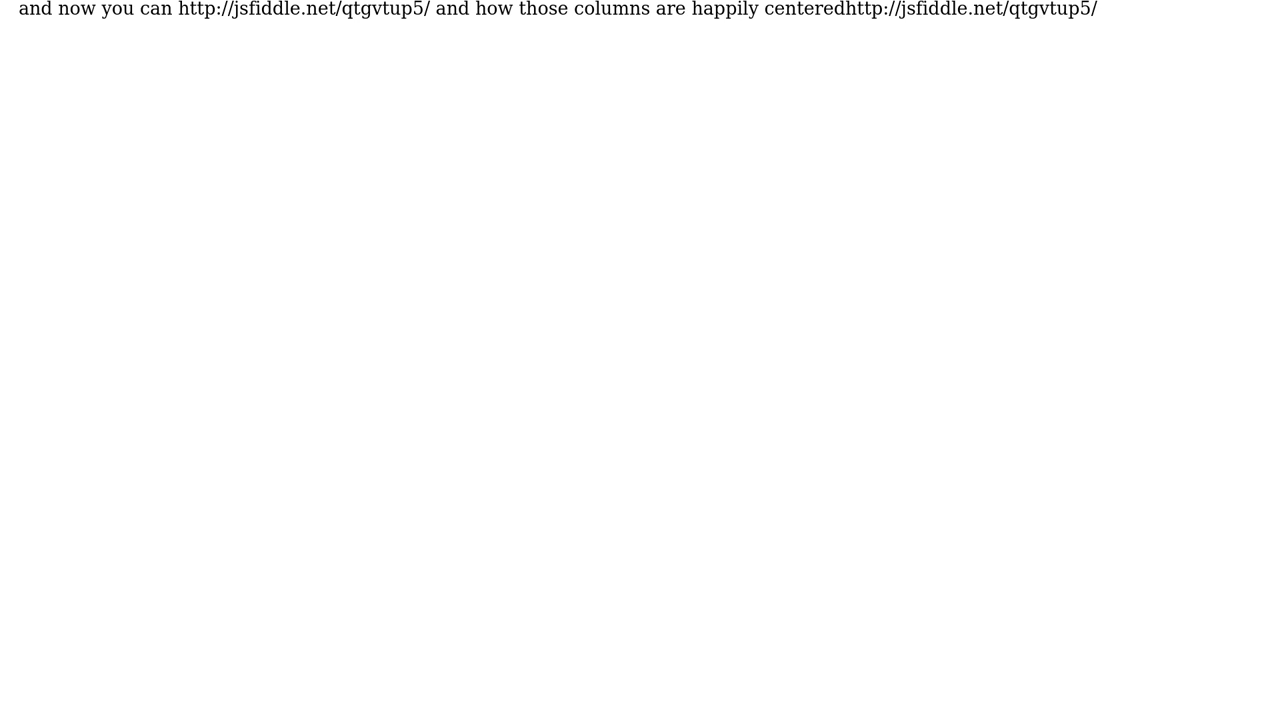 and now you can http://jsfiddle.net/qtgvtup5/ and how those columns are happily centeredhttp://jsfiddle.net/qtgvtup5/